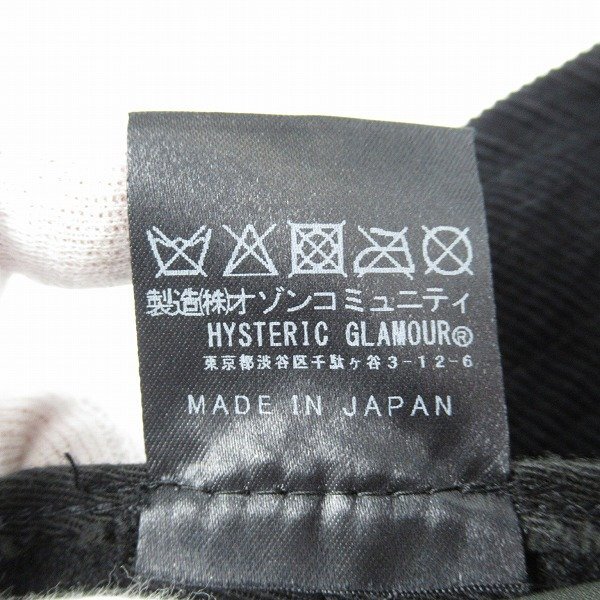 製造(株)オゾンコミュニティ
HYSTERIC GLAMOUR®
東京都渋谷区千駄ヶ谷3-12-6
MADE IN JAPAN